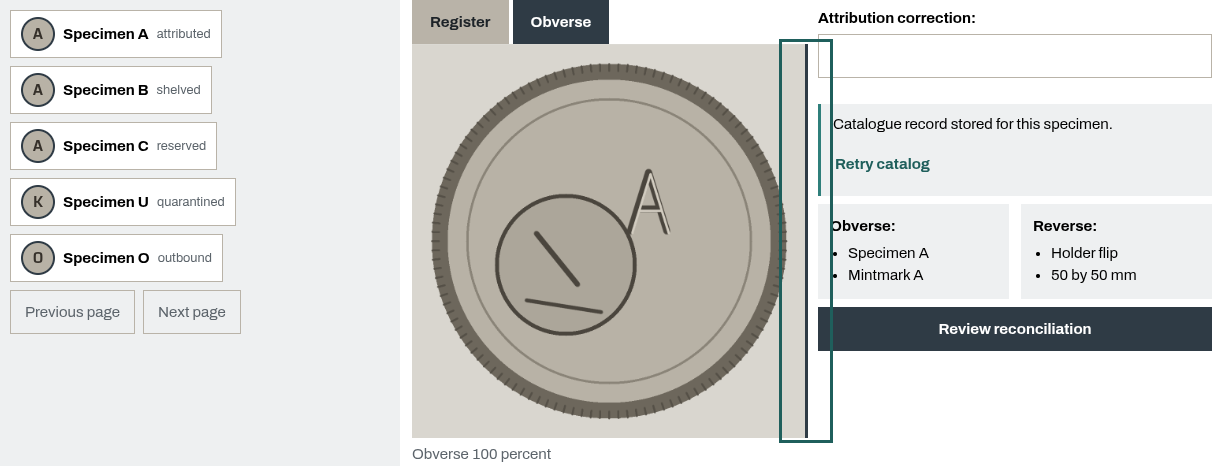 A Specimen A attributed
A Specimen B shelved
A Specimen C reserved
K Specimen U quarantined
O Specimen O outbound
Previous page Next page
Register Obverse
A
Obverse 100 percent
Attribution correction:
Catalogue record stored for this specimen.
Retry catalog
Obverse:
• Specimen A
• Mintmark A
Reverse:
• Holder flip
• 50 by 50 mm
Review reconciliation